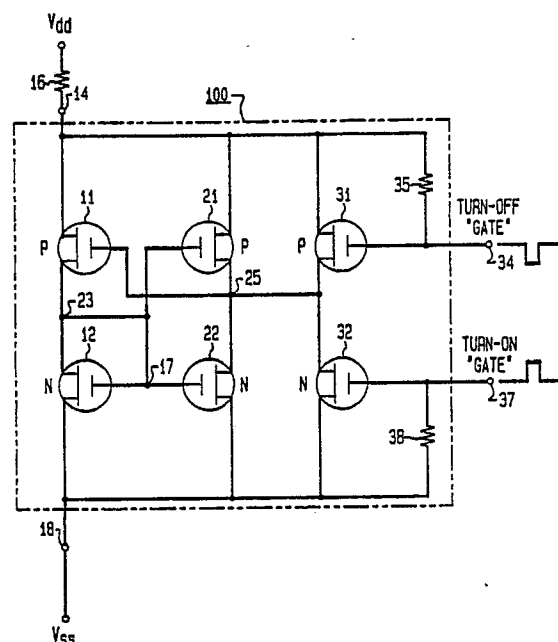 Vdd
16
14
100
11
21
31
35
TURN-OFF
"GATE"
P
P
P
34
23
25
12
22
32
TURN-ON
"GATE"
17
N
N
N
37
38
18
Vss